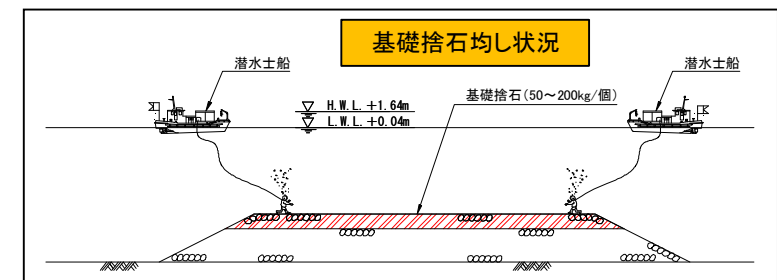 基礎捨石均し状況
潜水士船
潜水士船
基礎捨石(50～200kg/個)
H.W.L. +1.64m
L.W.L. +0.04m